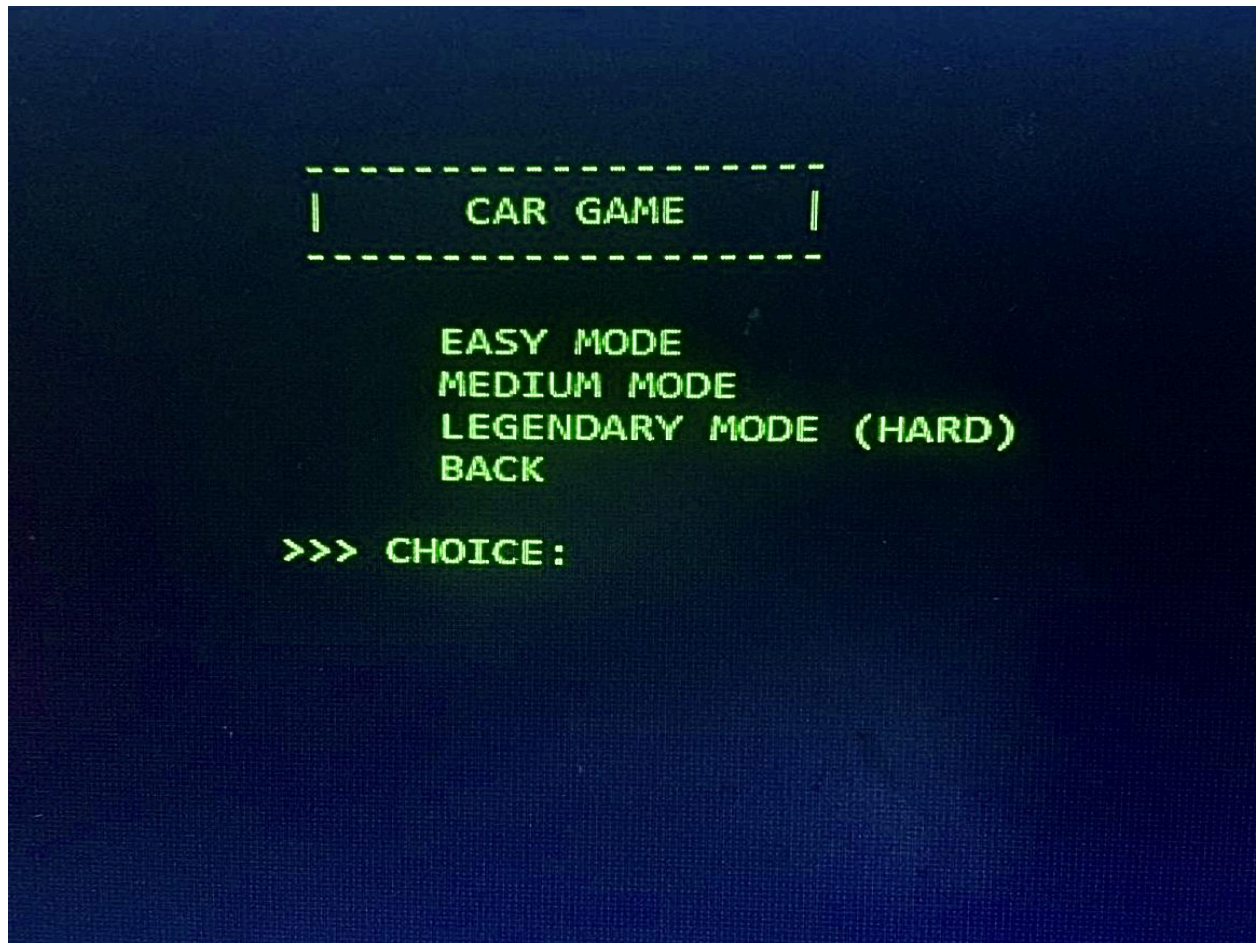 -------------------
| CAR GAME |
-------------------
EASY MODE
MEDIUM MODE
LEGENDARY MODE (HARD)
BACK
>>> CHOICE: